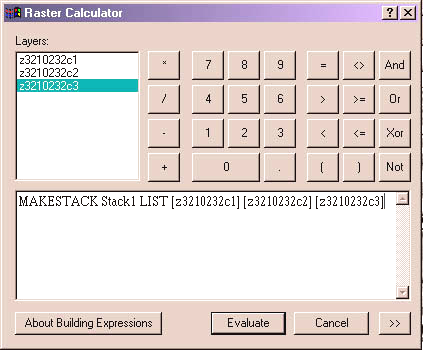 Raster Calculator
Layers:
z3210232c1
z3210232c2
z3210232c3
* 7 8 9 = <> And
/ 4 5 6 > >= Or
- 1 2 3 < <= Xor
+ 0 . ( ) Not
MAKESTACK Stack1 LIST [z3210232c1] [z3210232c2] [z3210232c3]
About Building Expressions Evaluate Cancel >>